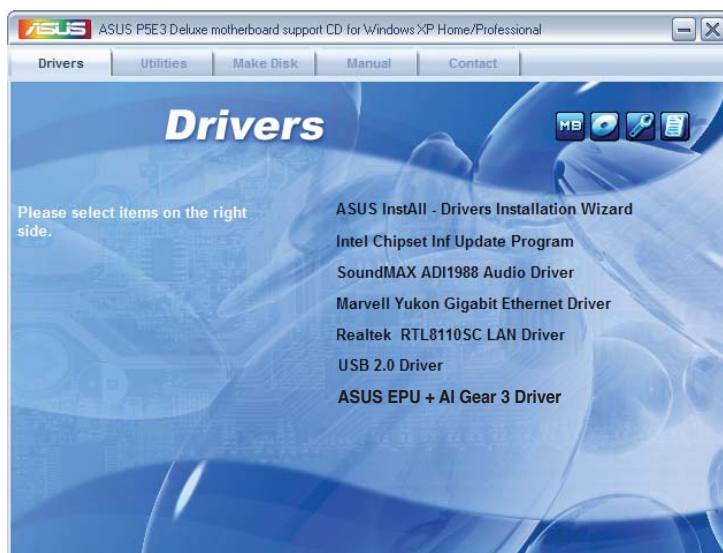 ASUS
ASUS P5E3 Deluxe motherboard support CD for Windows XP Home/Professional
Drivers
Utilities
Make Disk
Manual
Contact
Drivers
MB
Please select items on the right
side.
ASUS InstAll - Drivers Installation Wizard
Intel Chipset Inf Update Program
SoundMAX ADI1988 Audio Driver
Marvell Yukon Gigabit Ethernet Driver
Realtek RTL8110SC LAN Driver
USB 2.0 Driver
ASUS EPU + AI Gear 3 Driver